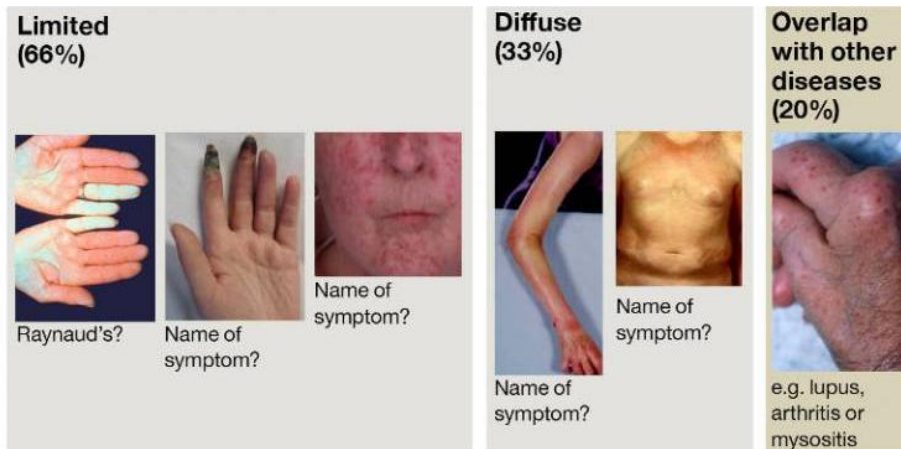 Limited
(66%)
Raynaud's?
Name of
symptom?
Name of
symptom?
Diffuse
(33%)
Name of
symptom?
Name of
symptom?
Overlap
with other
diseases
(20%)
e.g. lupus,
arthritis or
mysositis